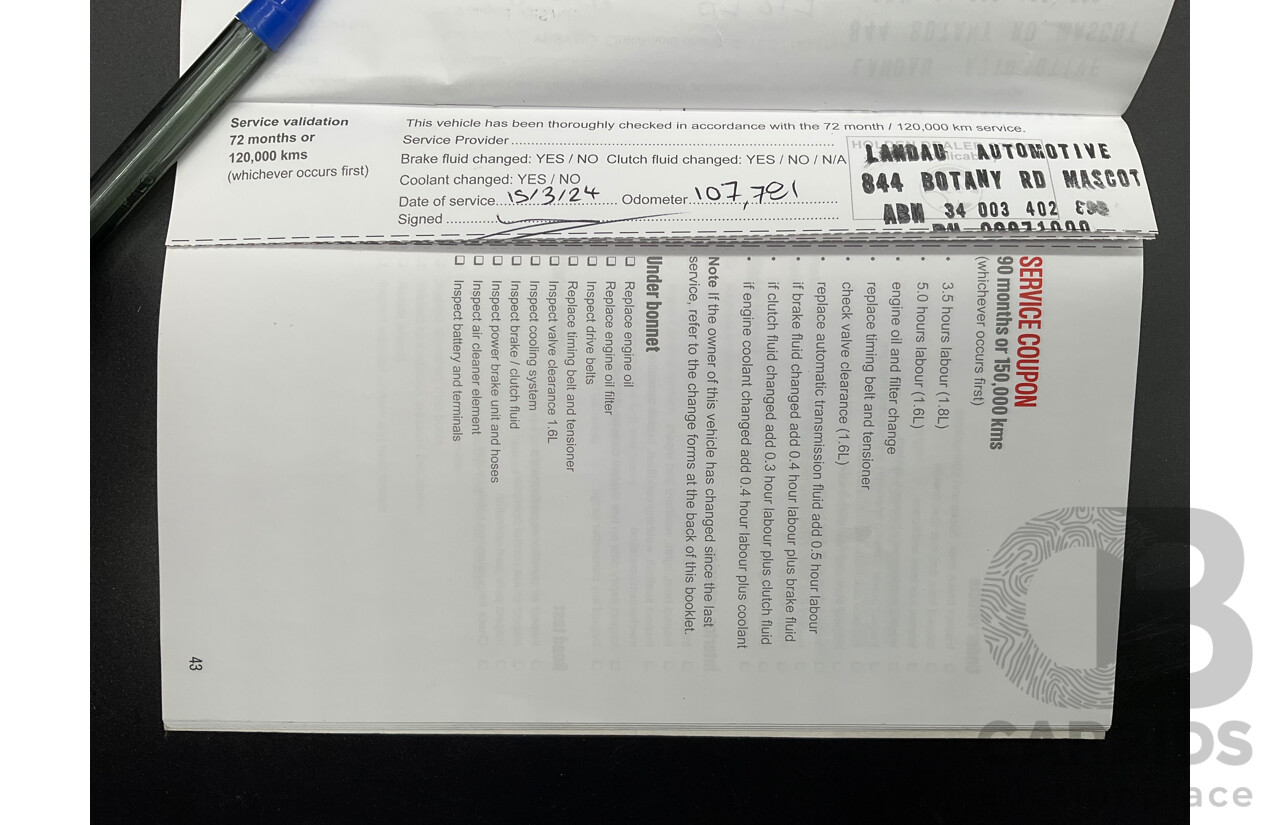 Service validation
72 months or
120,000 kms
(whichever occurs first)
This vehicle has been thoroughly checked in accordance with the 72 month / 120,000 km service.
Service Provider
Brake fluid changed: YES / NO Clutch fluid changed: YES / NO / N/A
Coolant changed: YES / NO
Date of service 15/3/24 Odometer 107,781
Signed
LANDAU AUTOMOTIVE
844 BOTANY RD MASCOT
ABN 34 003 402
SERVICE COUPON
90 months or 150,000 kms
(whichever occurs first)
• 3.5 hours labour (1.8L)
• 5.0 hours labour (1.6L)
• engine oil and filter change
• replace timing belt and tensioner
• check valve clearance (1.6L)
• replace automatic transmission fluid add 0.5 hour labour
• if brake fluid changed add 0.4 hour labour plus brake fluid
• if clutch fluid changed add 0.3 hour labour plus clutch fluid
• if engine coolant changed add 0.4 hour labour plus coolant
Note If the owner of this vehicle has changed since the last
service, refer to the change forms at the back of this booklet.
Under bonnet
❑ Replace engine oil
❑ Replace engine oil filter
❑ Inspect drive belts
❑ Replace timing belt and tensioner
❑ Inspect valve clearance 1.6L
❑ Inspect cooling system
❑ Inspect brake / clutch fluid
❑ Inspect power brake unit and hoses
❑ Inspect air cleaner element
❑ Inspect battery and terminals
43